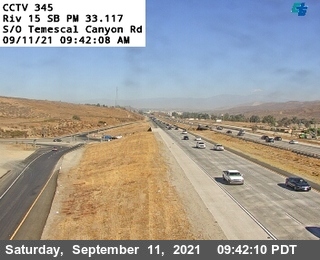 CCTV 345
Riv 15 SB PM 33.117
S/O Temescal Canyon Rd
09/11/21 09:42:08 AM
Saturday, September 11, 2021 09:42:10 PDT